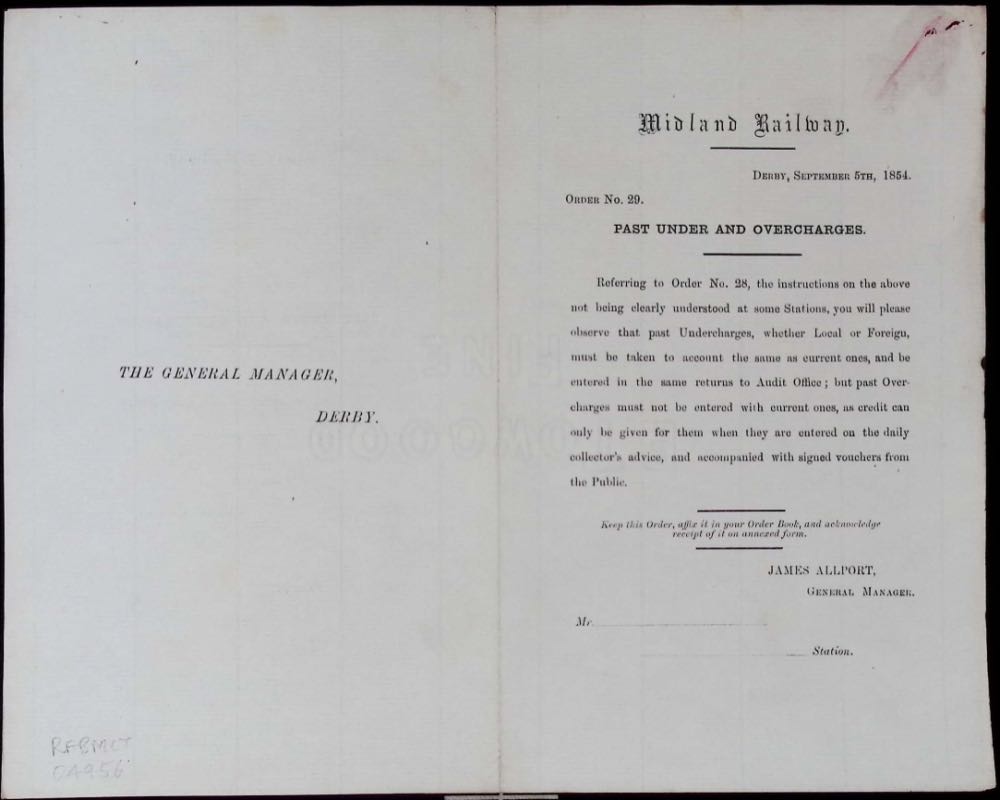 THE GENERAL MANAGER,
DERBY.
RFBMCT
04956
Midland Railway.
Derby, September 5th, 1854.
Order No. 29.
PAST UNDER AND OVERCHARGES.
Referring to Order No. 28, the instructions on the above
not being clearly understood at some Stations, you will please
observe that past Undercharges, whether Local or Foreign,
must be taken to account the same as current ones, and be
entered in the same returns to Audit Office; but past Over-
charges must not be entered with current ones, as credit can
only be given for them when they are entered on the daily
collector's advice, and accompanied with signed vouchers from
the Public.
Keep this Order, affix it in your Order Book, and acknowledge
receipt of it on annexed form.
JAMES ALLPORT,
General Manager.
Mr.
Station.